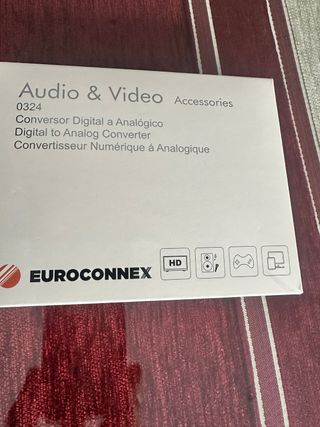 Audio & Video Accessories
0324
Conversor Digital a Analógico
Digital to Analog Converter
Convertisseur Numérique á Analogique
EUROCONNEX HD